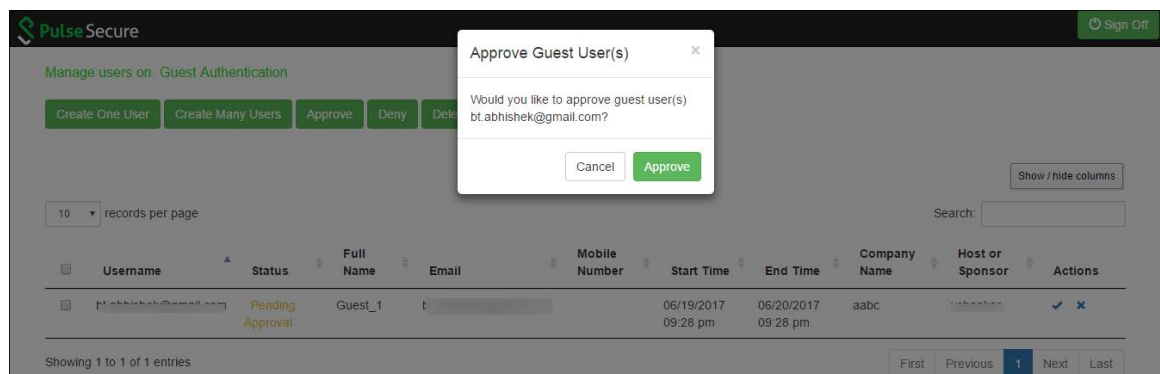 Pulse Secure
Sign Off
Approve Guest User(s)
×
Manage users on: Guest Authentication
Would you like to approve guest user(s)
bt.abhishek@gmail.com?
Create One User Create Many Users Approve Deny
Cancel Approve
Show / hide columns
10 records per page
Search:
Username Status Full Name Email Mobile Number Start Time End Time Company Name Host or Sponsor Actions
Pending Guest_1 06/19/2017 06/20/2017 aabc
Approval 09:28 pm 09:28 pm
Showing 1 to 1 of 1 entries
First Previous 1 Next Last